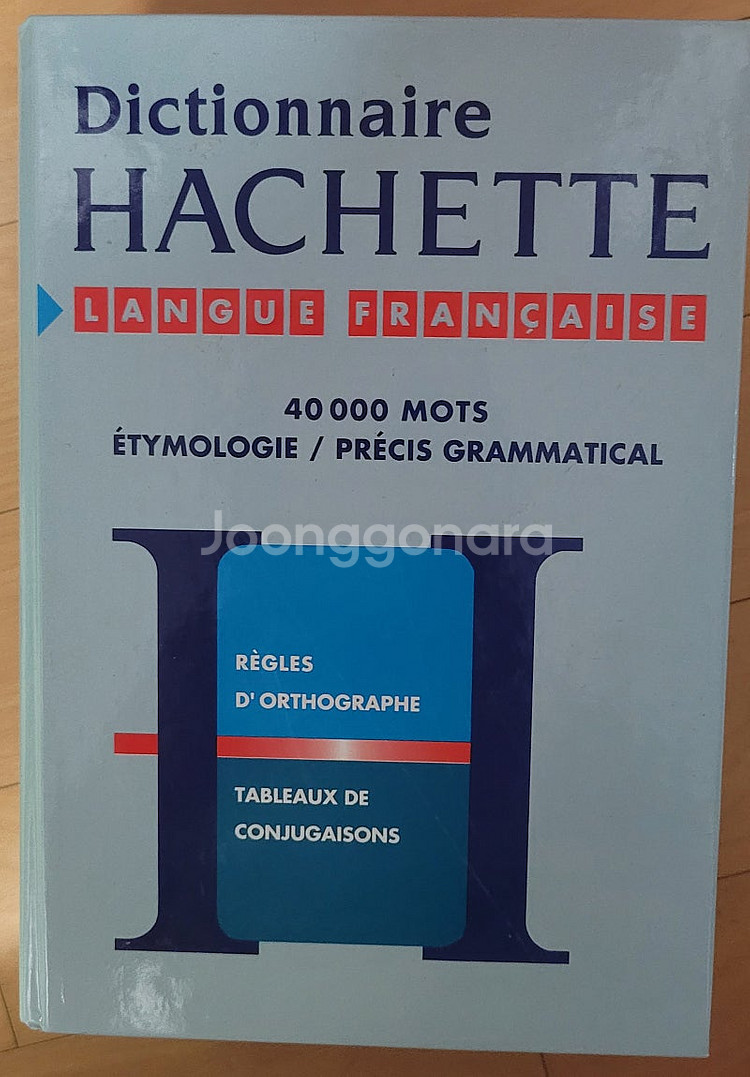 Dictionnaire
HACHETTE
LANGUE FRANÇAISE
40 000 MOTS
ÉTYMOLOGIE / PRÉCIS GRAMMATICAL
Joonggonara
RÈGLES
D'ORTHOGRAPHE
TABLEAUX DE
CONJUGAISONS